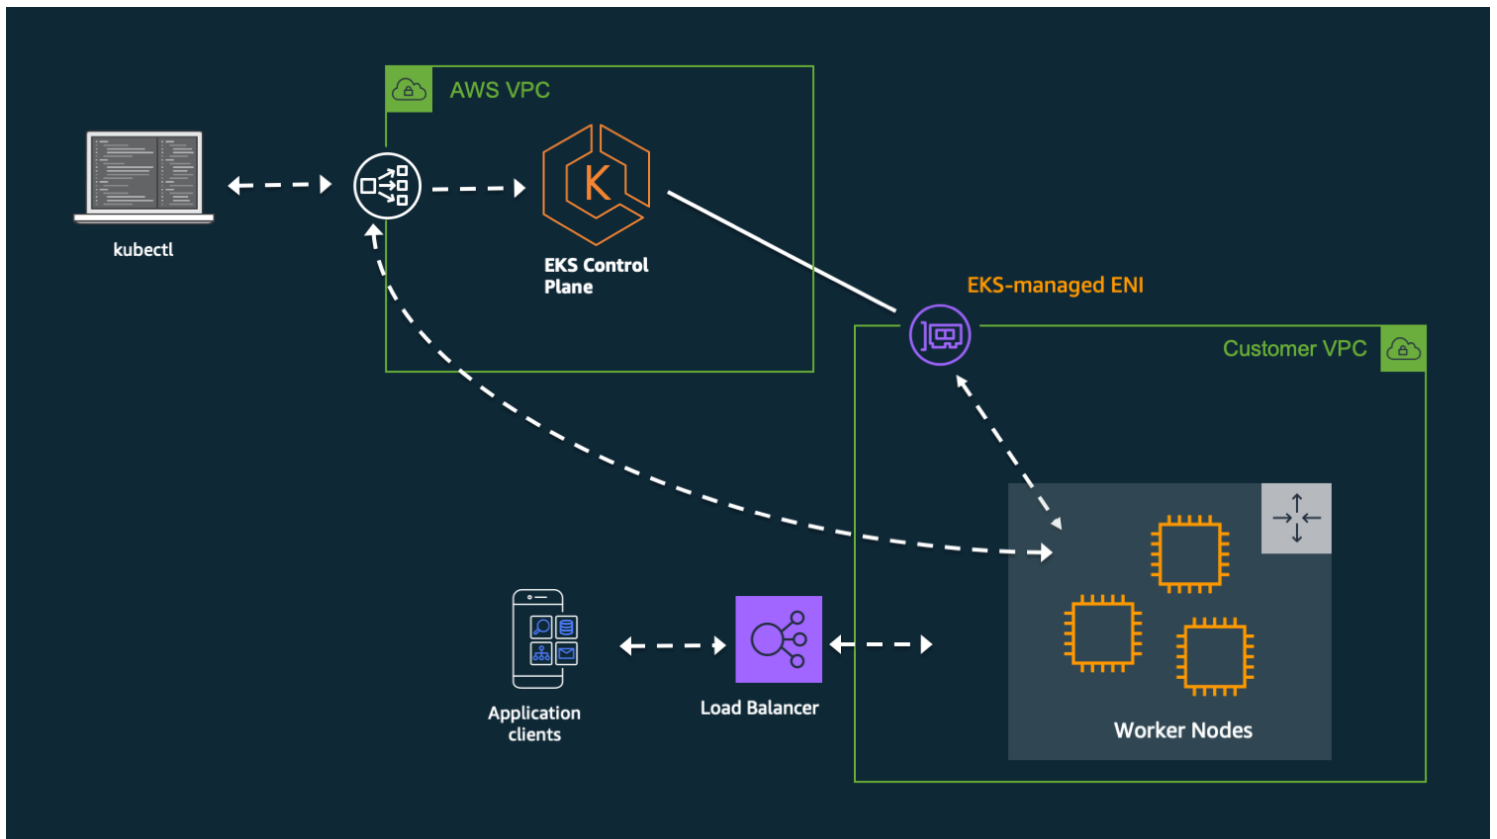 AWS VPC
kubectl
K
EKS Control
Plane
EKS-managed ENI
Customer VPC
Application
clients
Load Balancer
Worker Nodes